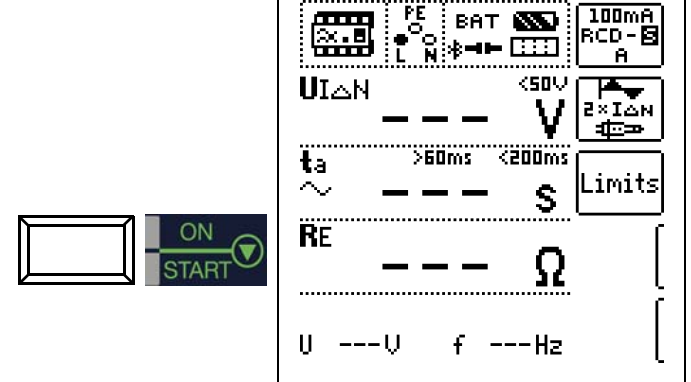 PE
BAT
L N
100mA
RCD-S
A
UI△N <50V
--- V
2×I△N
ta >60ms <200ms
∿ --- S
Limits
ON
START
RE
--- Ω
U ---V f ---Hz